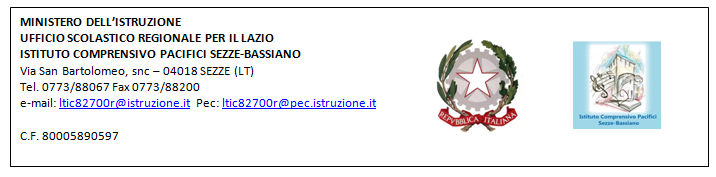 MINISTERO DELL'ISTRUZIONE
UFFICIO SCOLASTICO REGIONALE PER IL LAZIO
ISTITUTO COMPRENSIVO PACIFICI SEZZE-BASSIANO
Via San Bartolomeo, snc – 04018 SEZZE (LT)
Tel. 0773/88067 Fax 0773/88200
e-mail: ltic82700r@istruzione.it Pec: ltic82700r@pec.istruzione.it
C.F. 80005890597
REPVBBLICA ITALIANA
Istituto Comprensivo Pacifici
Sezze-Bassiano